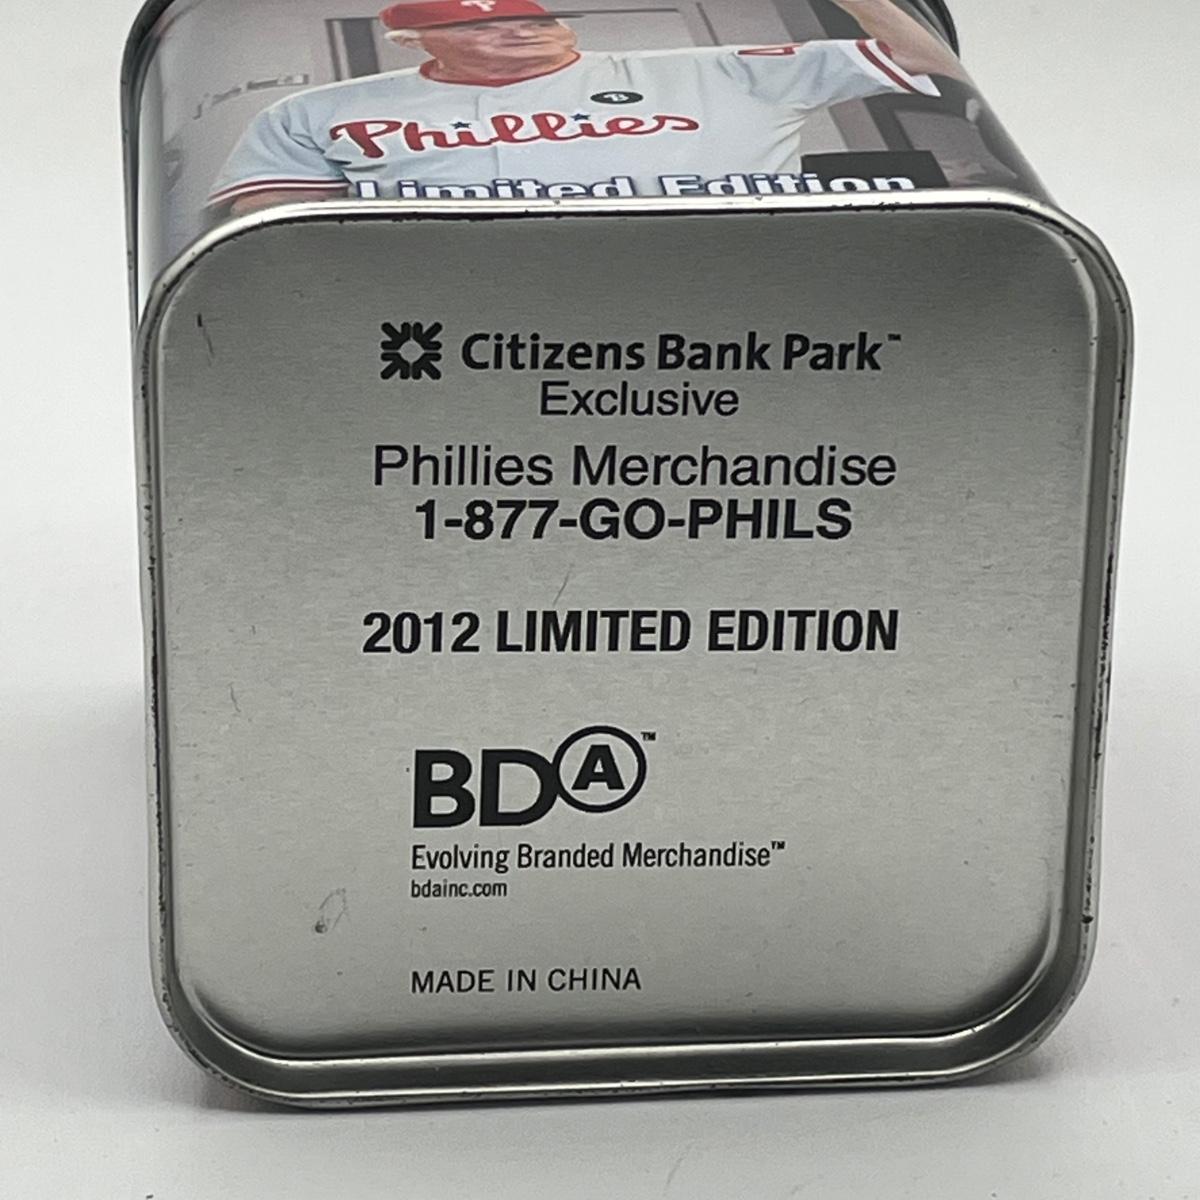 P
B
Phillies
Limited Edition
Citizens Bank Park™
Exclusive
Phillies Merchandise
1-877-GO-PHILS
2012 LIMITED EDITION
BDA™
Evolving Branded Merchandise™
bdainc.com
MADE IN CHINA